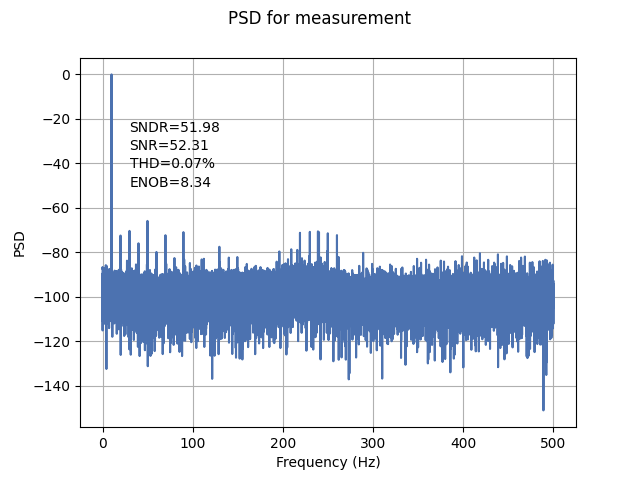 PSD for measurement
0
−20
−40
−60
−80
−100
−120
−140
PSD
SNDR=51.98
SNR=52.31
THD=0.07%
ENOB=8.34
0
100
200
300
400
500
Frequency (Hz)